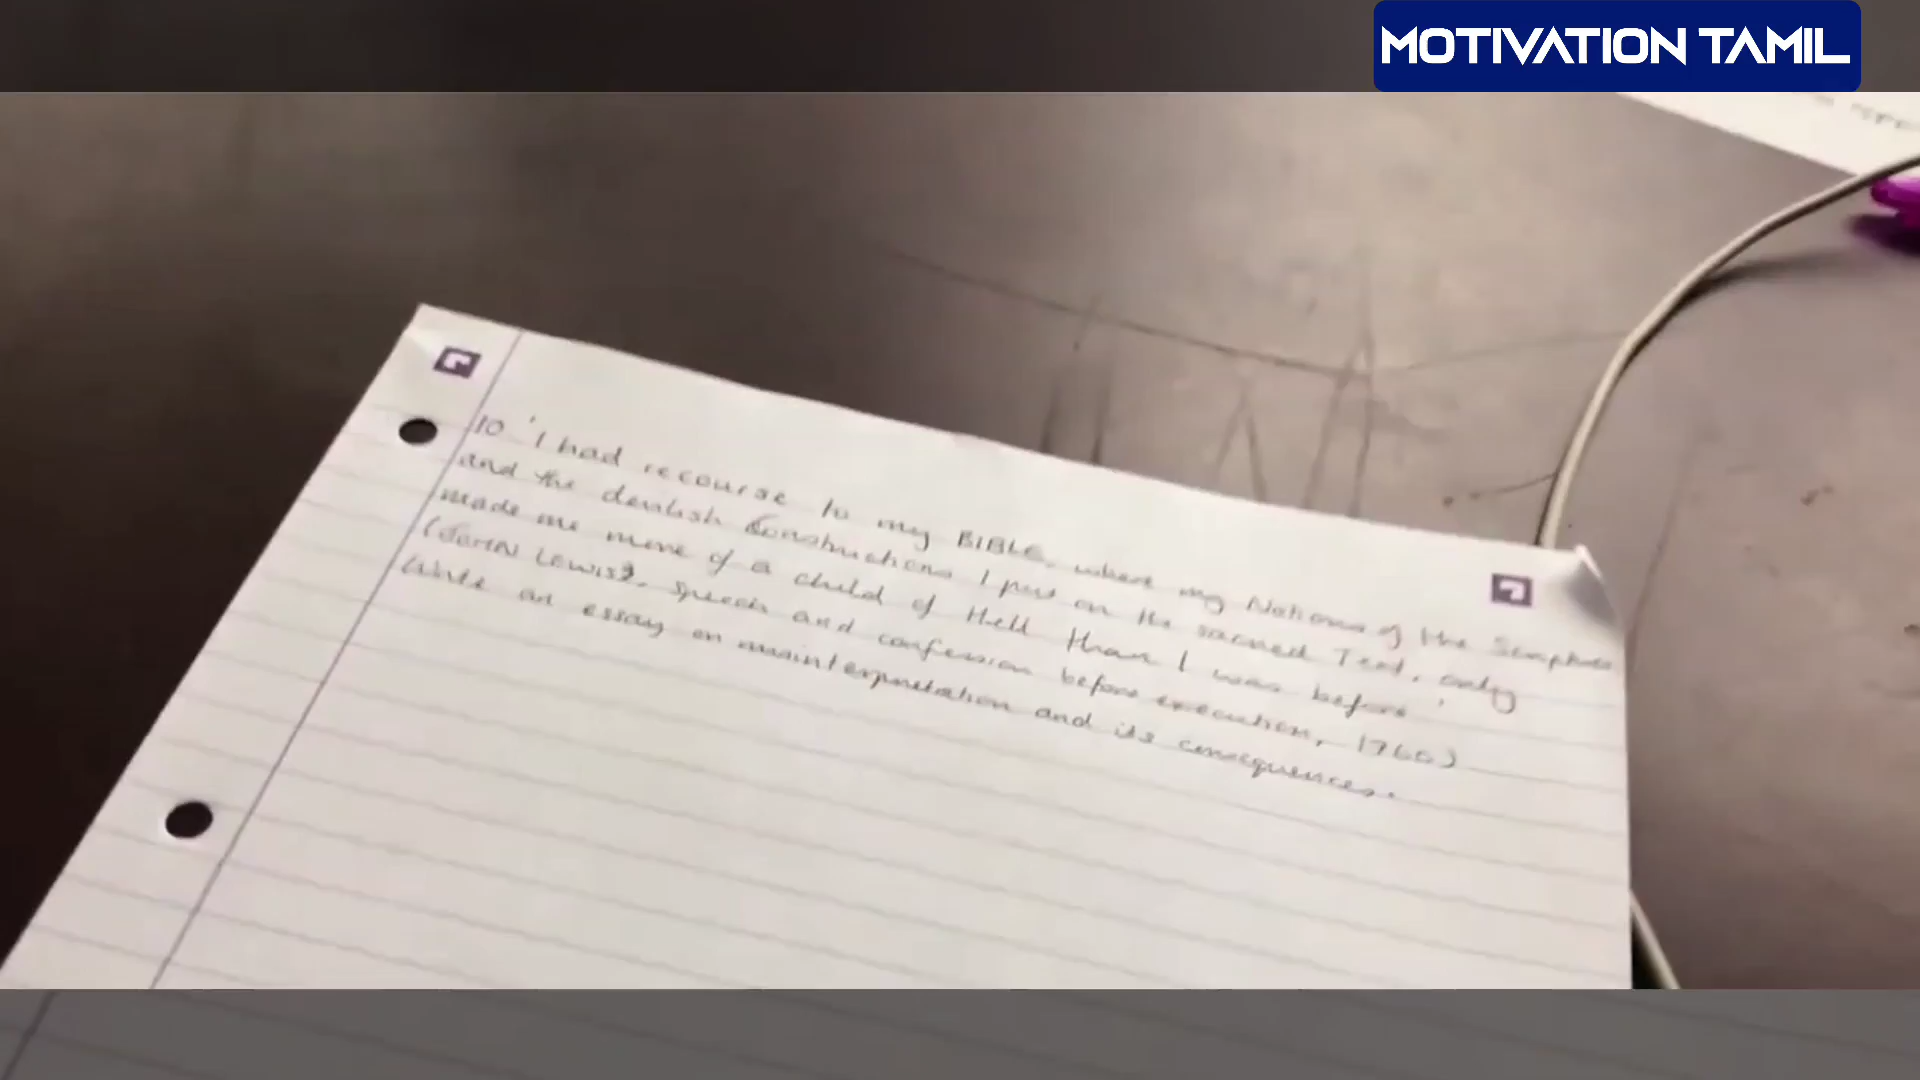 MOTIVATION TAMIL
10 'I had recourse to my BIBLE, where my Notions of the Scriptures
and the devilish Constructions I put on the sacred Text, only
made me more of a child of Hell than I was before.'
(JOHN LEWIS, speech and confession before execution, 1760)
Write an essay on misinterpretation and its consequences.